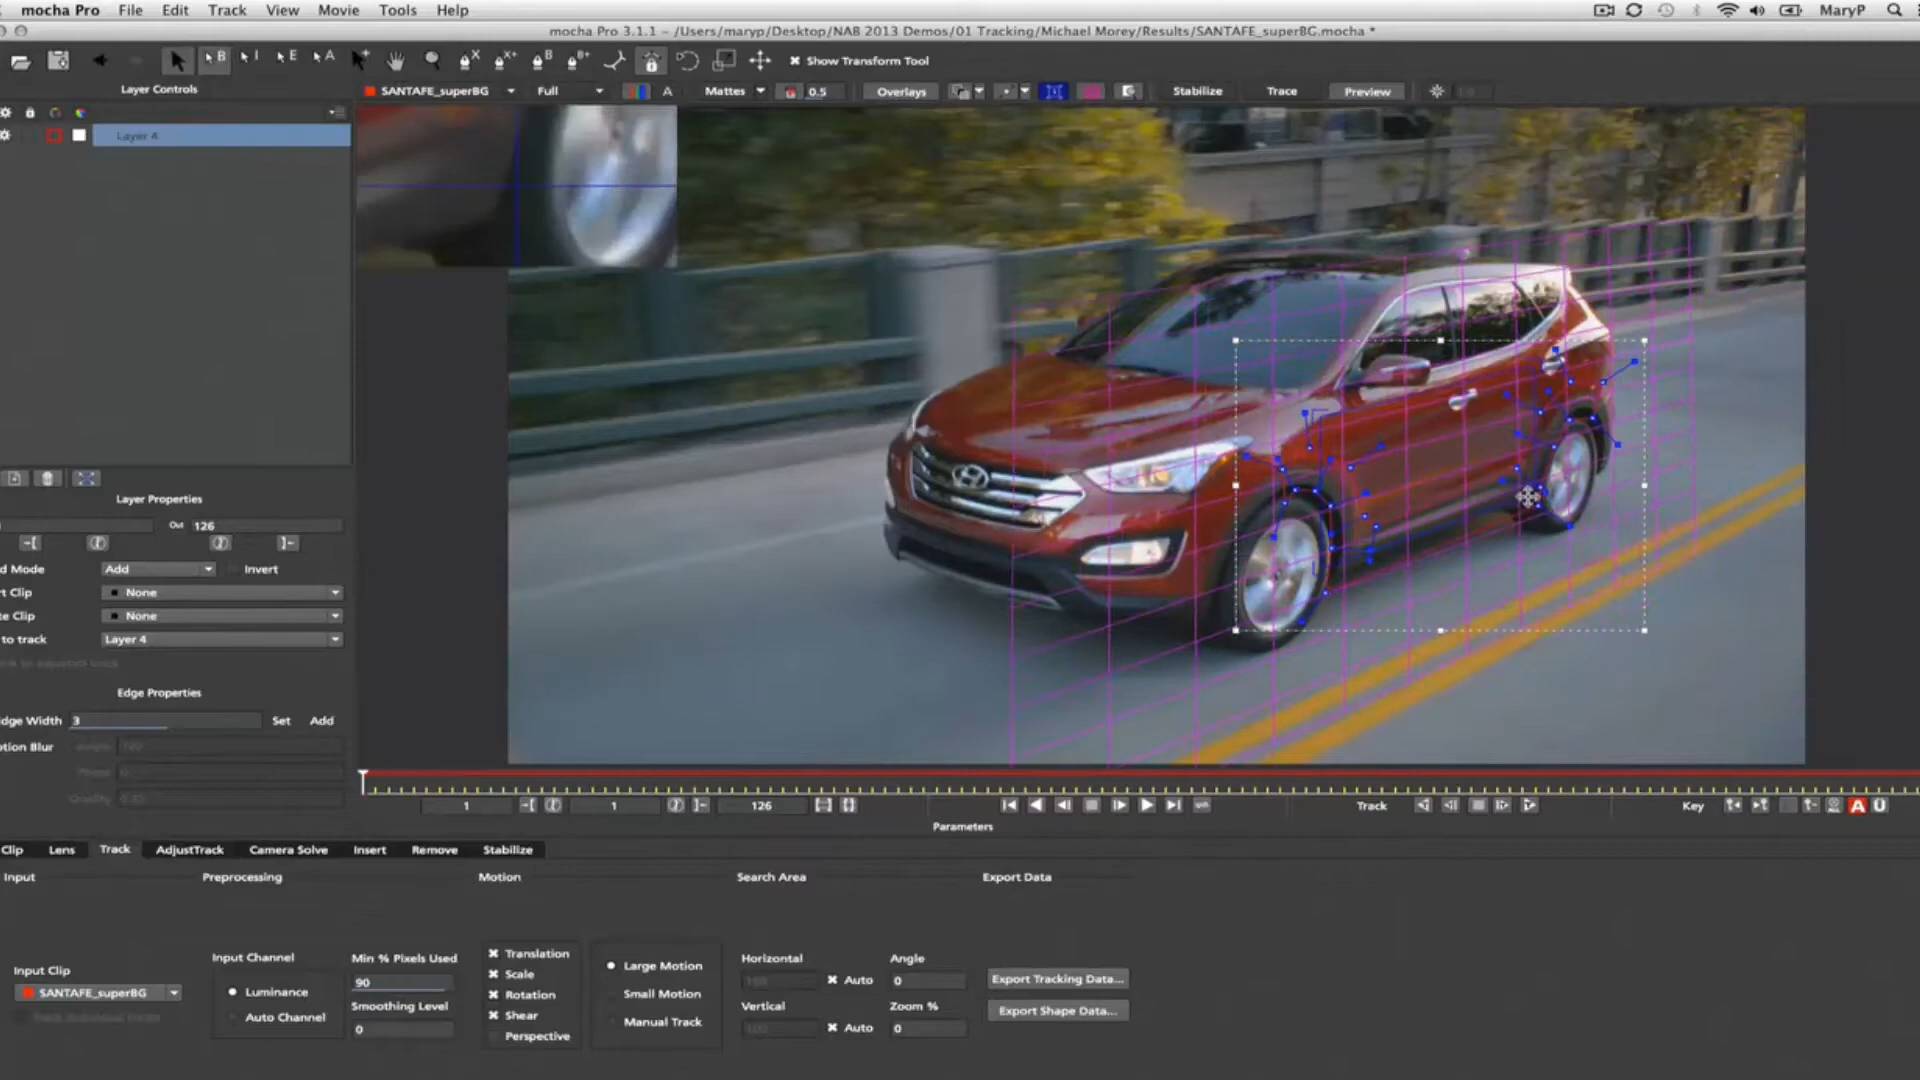 mocha Pro File Edit Track View Movie Tools Help MaryP
mocha Pro 3.1.1 – /Users/maryp/Desktop/NAB 2013 Demos/01 Tracking/Michael Morey/Results/SANTAFE_superBG.mocha *
B I E A X X+ B B+ Show Transform Tool
Layer Controls
SANTAFE_superBG Full A Mattes 0.5 Overlays Stabilize Trace Preview
Layer 4
Layer Properties
Out 126
d Mode Add Invert
t Clip None
te Clip None
to track Layer 4
Edge Properties
dge Width 3 Set Add
otion Blur
Phase 0
Quality
1 1 126 Track Key A U
Parameters
Clip Lens Track AdjustTrack Camera Solve Insert Remove Stabilize
Input Preprocessing Motion Search Area Export Data
Input Channel Min % Pixels Used Translation Large Motion Horizontal Angle
Input Clip Luminance 90 Scale Small Motion Auto 0 Export Tracking Data...
SANTAFE_superBG Auto Channel Smoothing Level Rotation Manual Track Vertical Zoom % Export Shape Data...
0 Shear Auto 0
Perspective